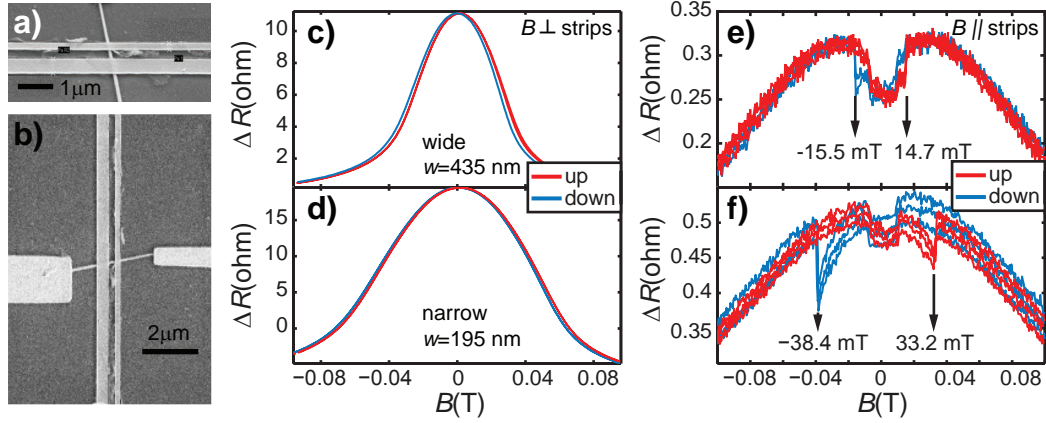 a)
1µm
b)
2µm
c)
B ⊥ strips
ΔR(ohm)
10
8
6
4
2
wide
w=435 nm
up
down
d)
ΔR(ohm)
10
5
0
narrow
w=195 nm
−0.08
−0.04
0
0.04
0.08
B(T)
e)
B || strips
ΔR(ohm)
0.35
0.3
0.25
0.2
-15.5 mT
14.7 mT
up
down
f)
ΔR(ohm)
0.5
0.45
0.5
0.35
−38.4 mT
33.2 mT
−0.08
−0.04
0
0.04
0.08
B(T)